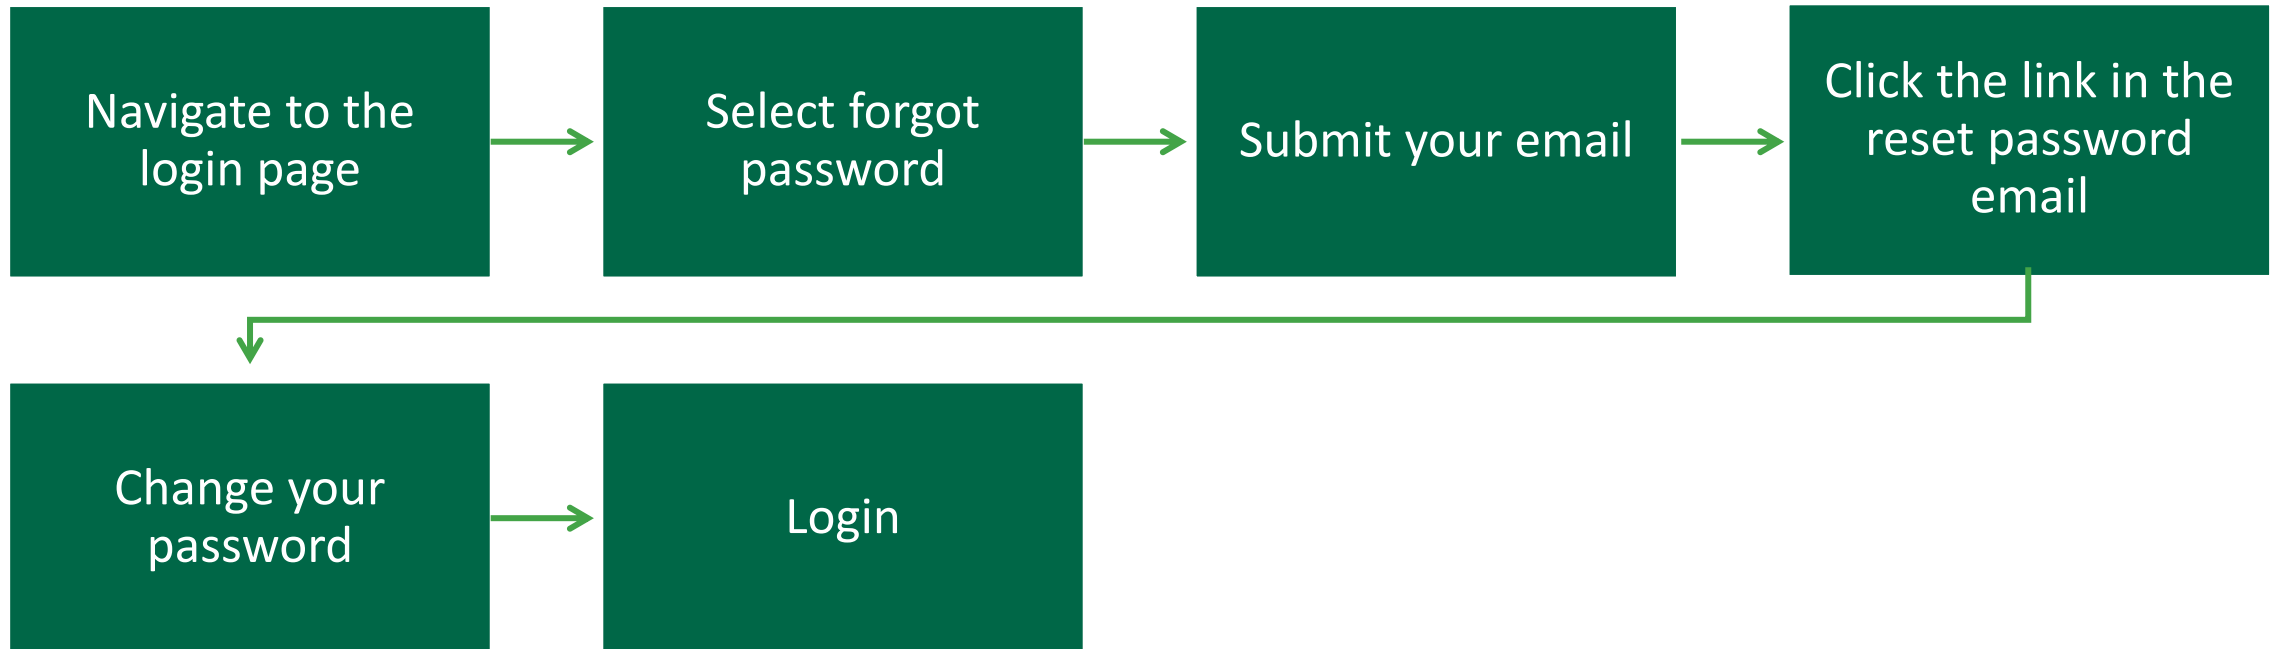 Navigate to the
login page
Select forgot
password
Submit your email
Click the link in the
reset password
email
Change your
password
Login